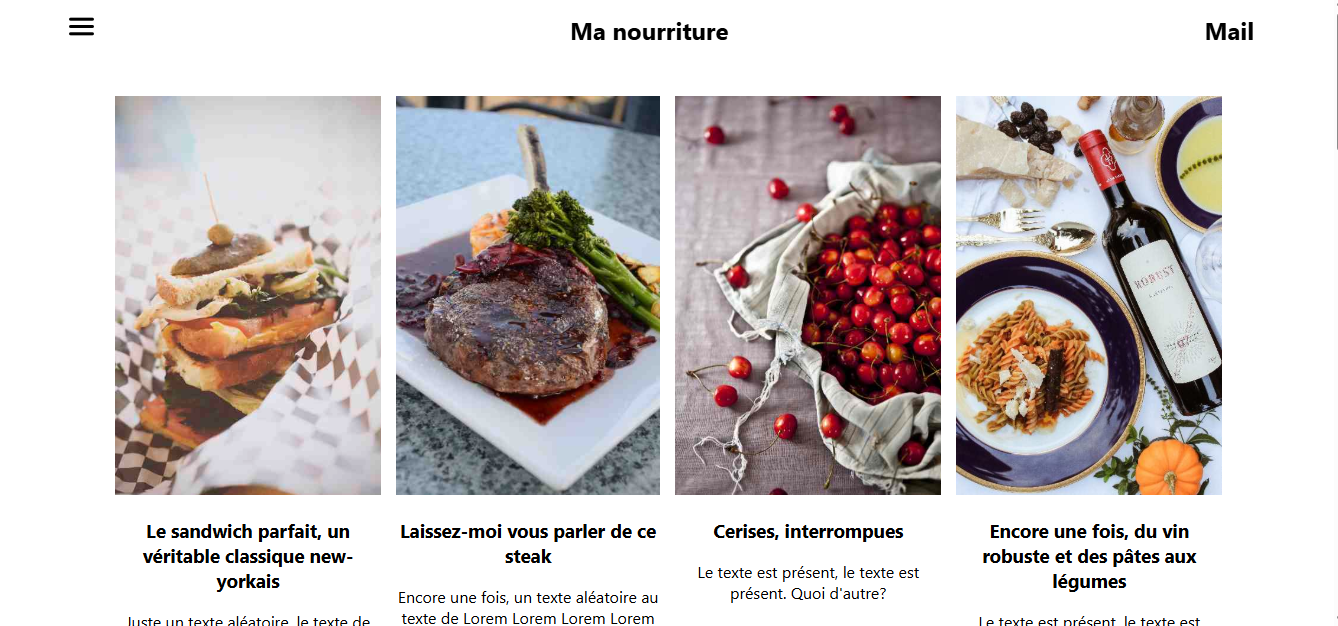 Ma nourriture
Mail
ROBUST
Le sandwich parfait, un
véritable classique new-
yorkais
Juste un texte aléatoire, le texte de
Laissez-moi vous parler de ce
steak
Encore une fois, un texte aléatoire au
texte de Lorem Lorem Lorem Lorem
Cerises, interrompues
Le texte est présent, le texte est
présent. Quoi d'autre?
Encore une fois, du vin
robuste et des pâtes aux
légumes
Le texte est présent, le texte est